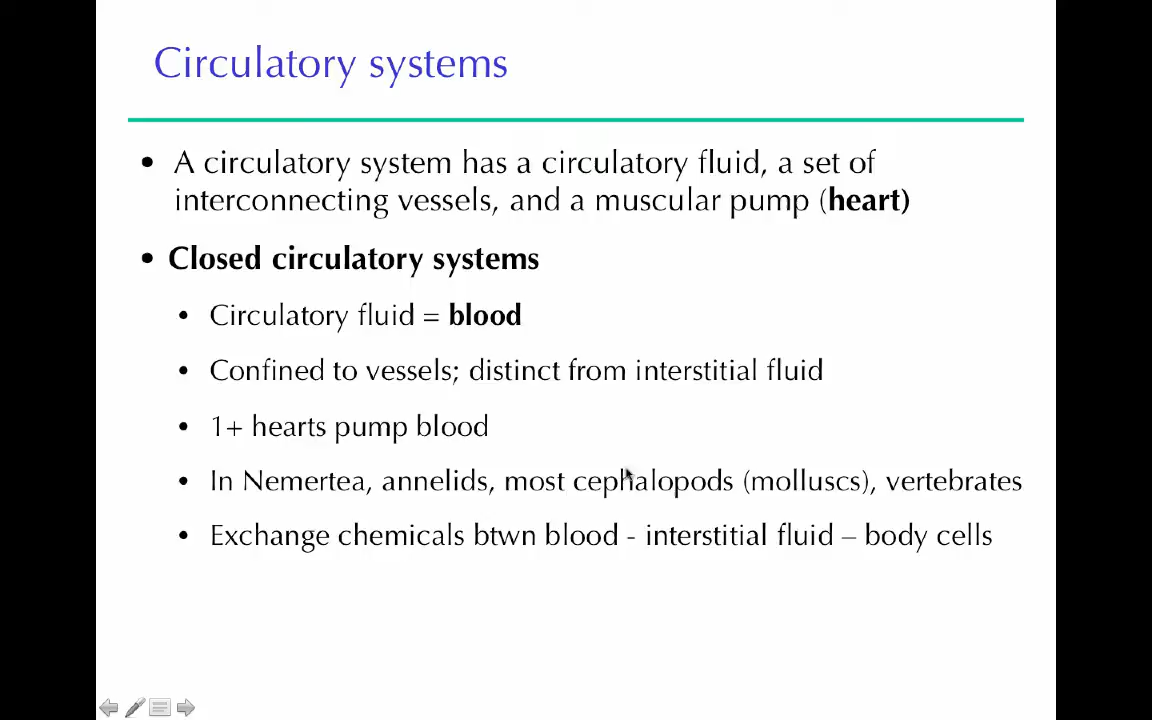 Circulatory systems
• A circulatory system has a circulatory fluid, a set of
interconnecting vessels, and a muscular pump (heart)
• Closed circulatory systems
• Circulatory fluid = blood
• Confined to vessels; distinct from interstitial fluid
• 1+ hearts pump blood
• In Nemertea, annelids, most cephalopods (molluscs), vertebrates
• Exchange chemicals btwn blood - interstitial fluid – body cells